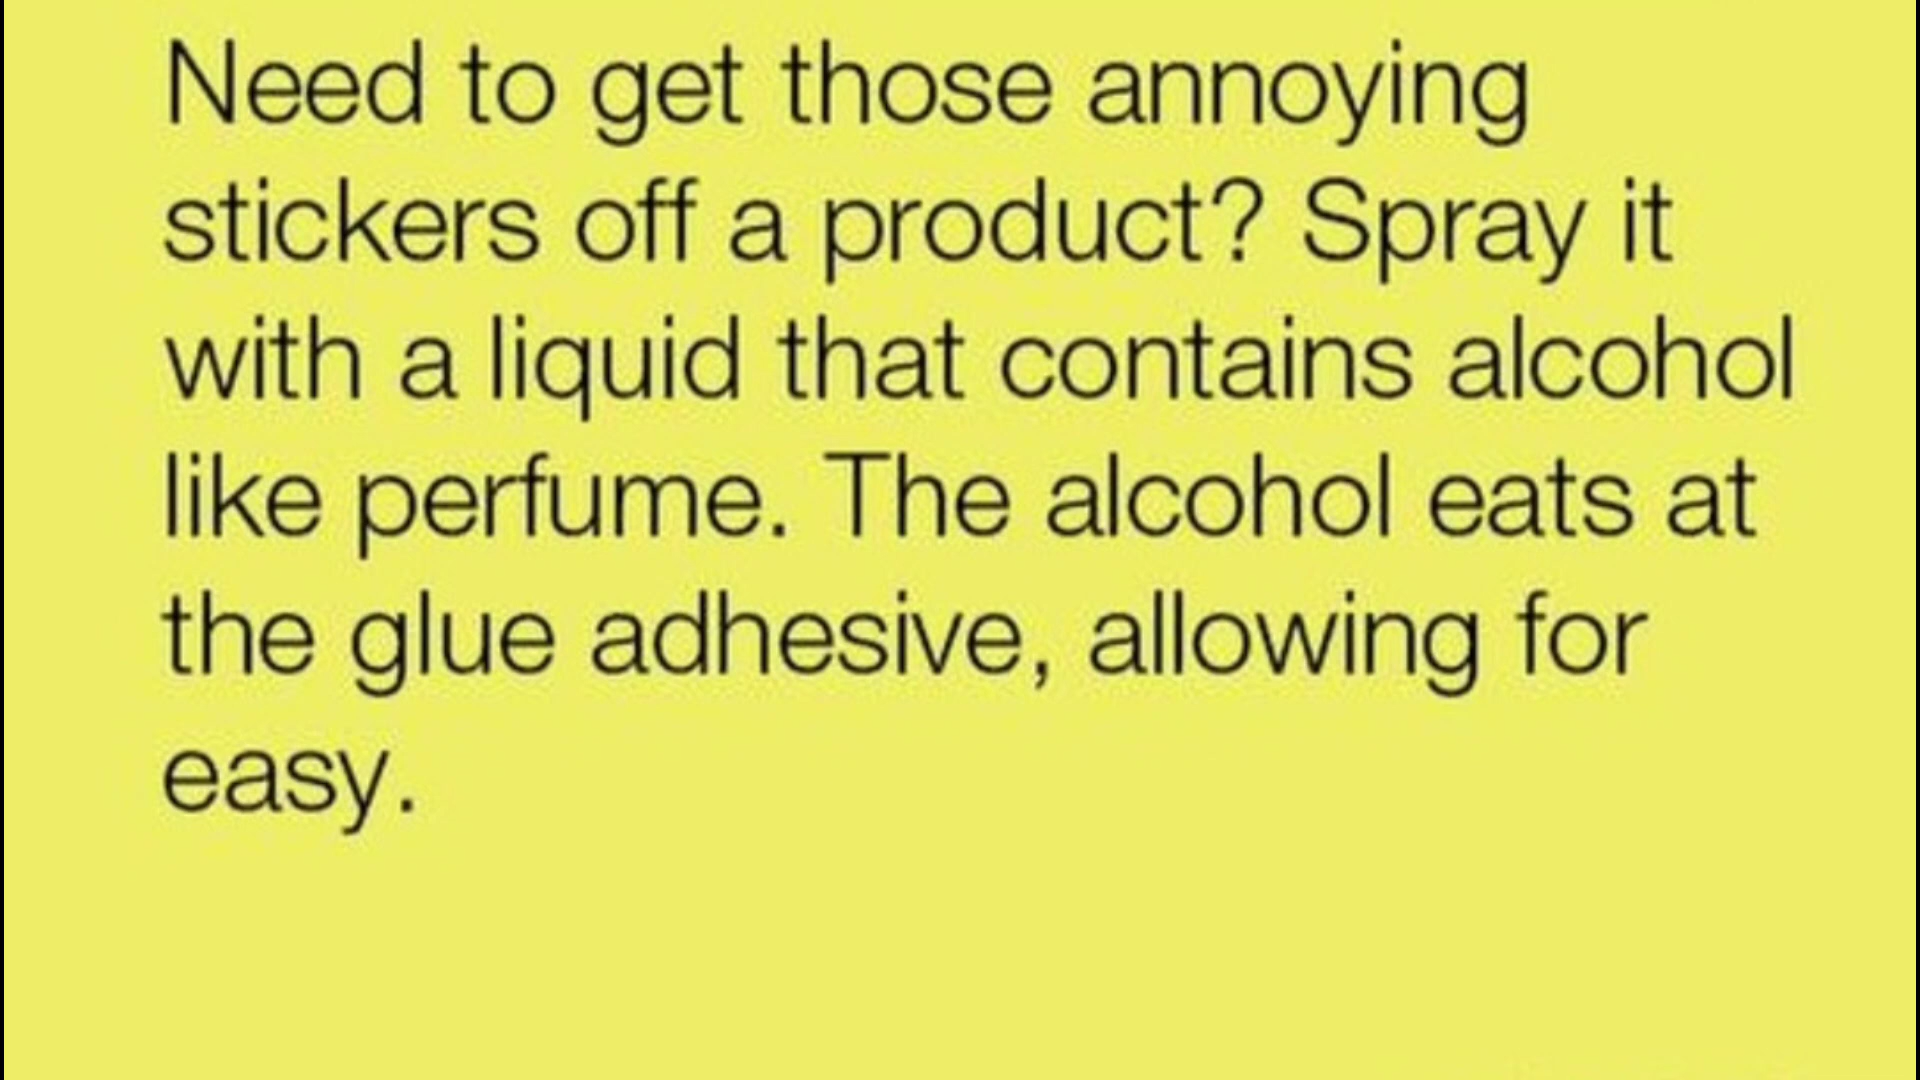 Need to get those annoying
stickers off a product? Spray it
with a liquid that contains alcohol
like perfume. The alcohol eats at
the glue adhesive, allowing for
easy.